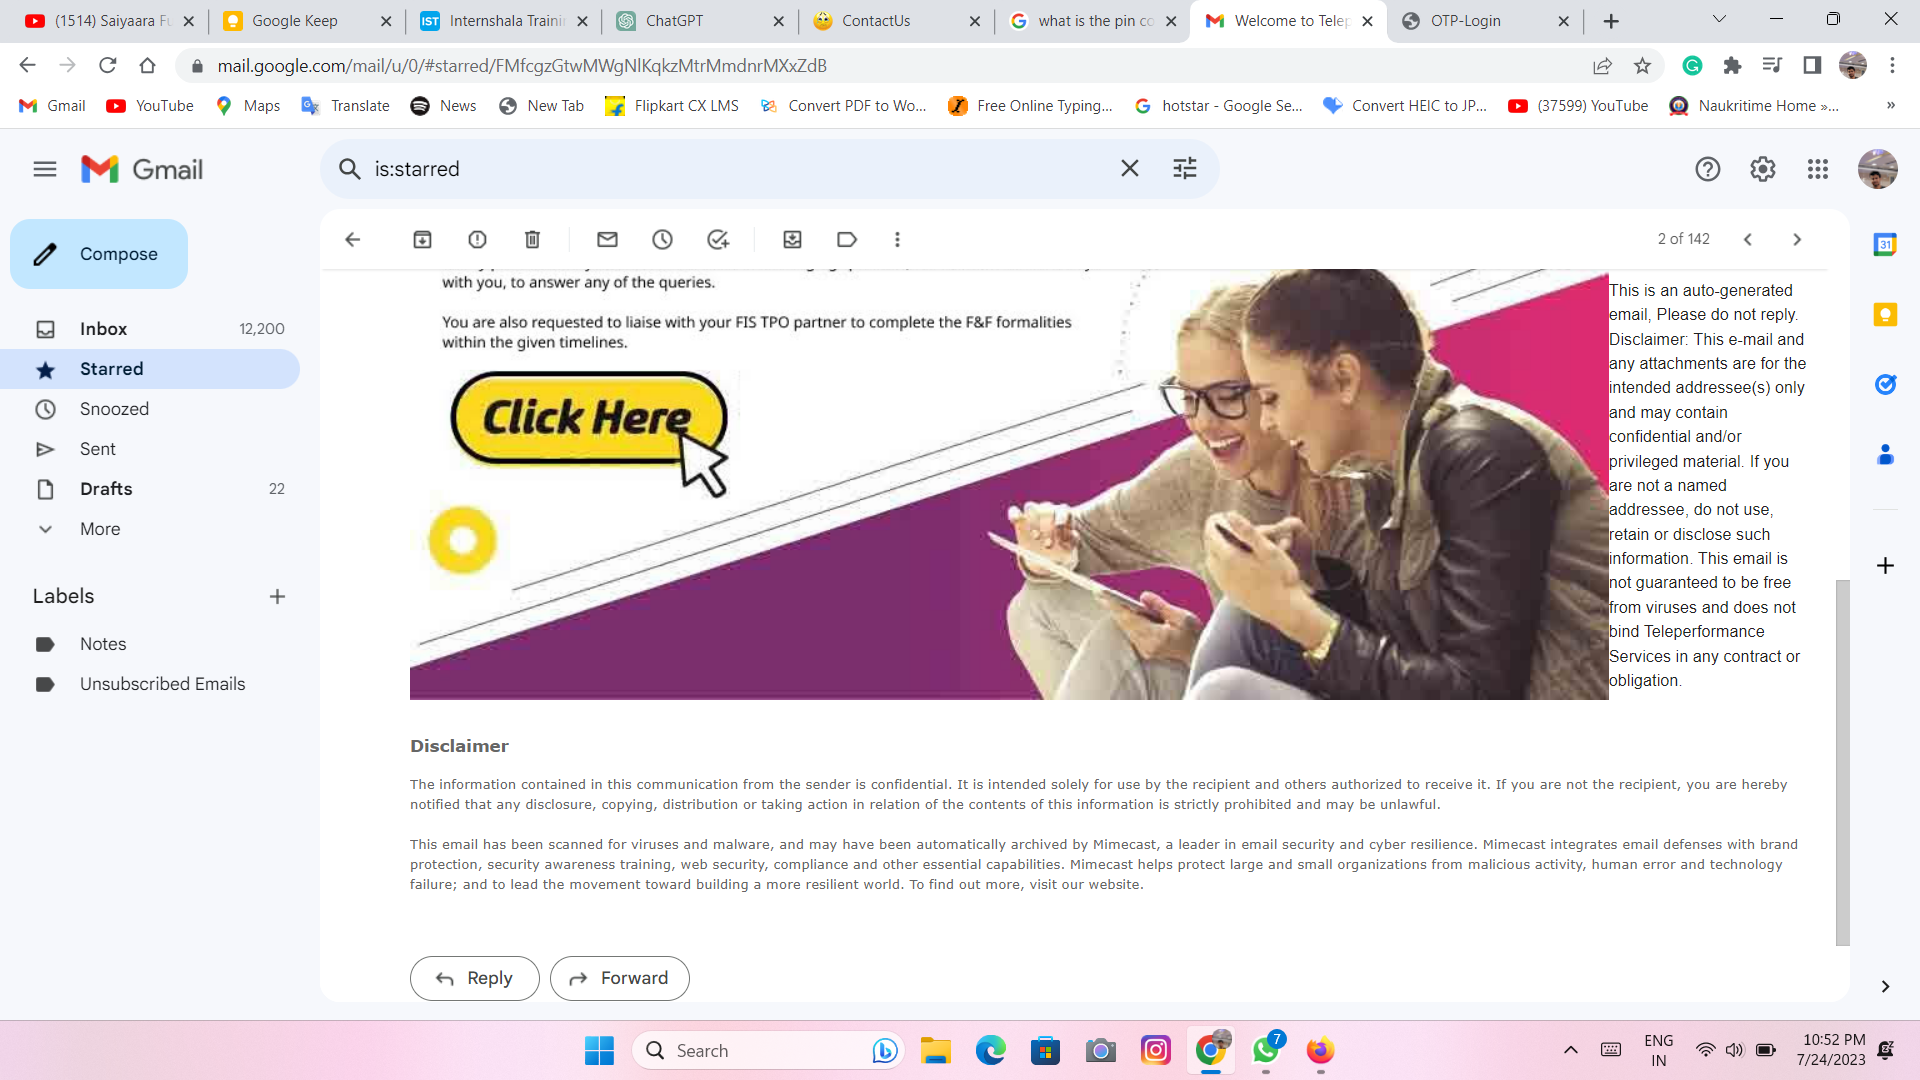 (1514) Saiyaara Fu
Google Keep
Internshala Trainin
ChatGPT
ContactUs
what is the pin co
Welcome to Telep
OTP-Login
mail.google.com/mail/u/0/#starred/FMfcgzGtwMWgNlKqkzMtrMmdnrMXxZdB
Gmail
YouTube
Maps
Translate
News
New Tab
Flipkart CX LMS
Convert PDF to Wo...
Free Online Typing...
hotstar - Google Se...
Convert HEIC to JP...
(37599) YouTube
Naukritime Home »...
»
Gmail
is:starred
Compose
2 of 142
31
Inbox 12,200
Starred
Snoozed
Sent
Drafts 22
More
Labels
Notes
Unsubscribed Emails
with you, to answer any of the queries.
You are also requested to liaise with your FIS TPO partner to complete the F&F formalities
within the given timelines.
Click Here
This is an auto-generated
email, Please do not reply.
Disclaimer: This e-mail and
any attachments are for the
intended addressee(s) only
and may contain
confidential and/or
privileged material. If you
are not a named
addressee, do not use,
retain or disclose such
information. This email is
not guaranteed to be free
from viruses and does not
bind Teleperformance
Services in any contract or
obligation.
Disclaimer
The information contained in this communication from the sender is confidential. It is intended solely for use by the recipient and others authorized to receive it. If you are not the recipient, you are hereby
notified that any disclosure, copying, distribution or taking action in relation of the contents of this information is strictly prohibited and may be unlawful.
This email has been scanned for viruses and malware, and may have been automatically archived by Mimecast, a leader in email security and cyber resilience. Mimecast integrates email defenses with brand
protection, security awareness training, web security, compliance and other essential capabilities. Mimecast helps protect large and small organizations from malicious activity, human error and technology
failure; and to lead the movement toward building a more resilient world. To find out more, visit our website.
Reply
Forward
Search
7
ENG
IN
10:52 PM
7/24/2023